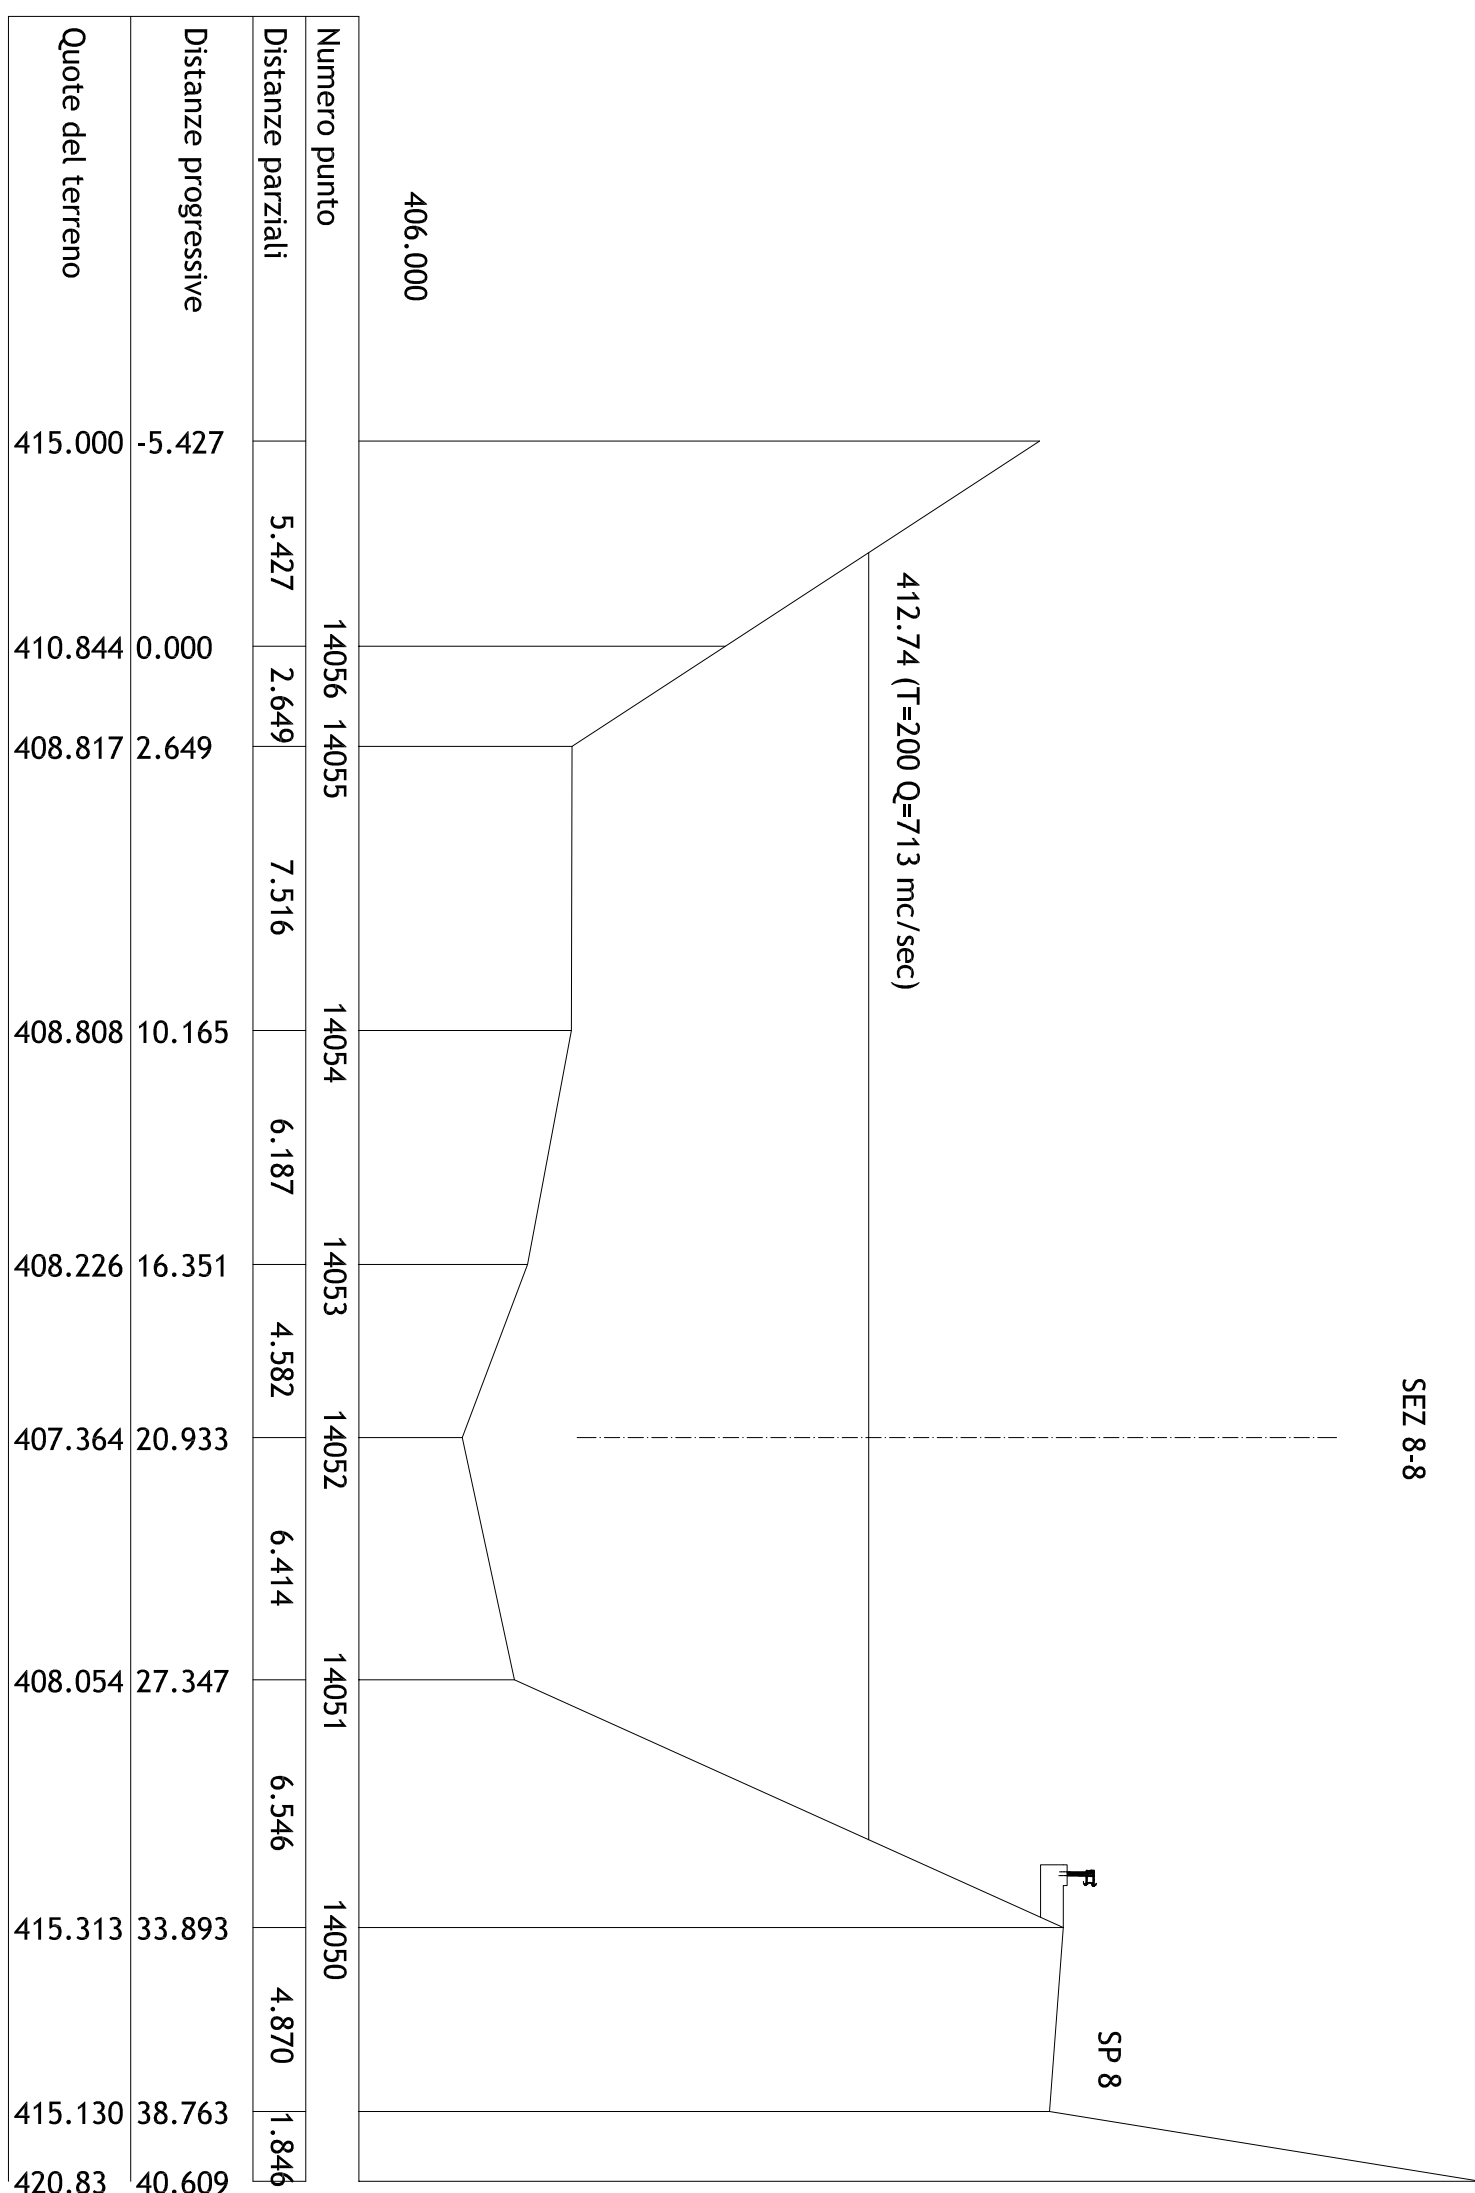 SEZ 8-8
SP 8
412.74 (T=200 Q=713 mc/sec)
406.000
Numero punto
14056 14055 14054 14053 14052 14051 14050
Distanze parziali
5.427 2.649 7.516 6.187 4.582 6.414 6.546 4.870 1.846
Distanze progressive
-5.427 0.000 2.649 10.165 16.351 20.933 27.347 33.893 38.763 40.609
Quote del terreno
415.000 410.844 408.817 408.808 408.226 407.364 408.054 415.313 415.130 420.83